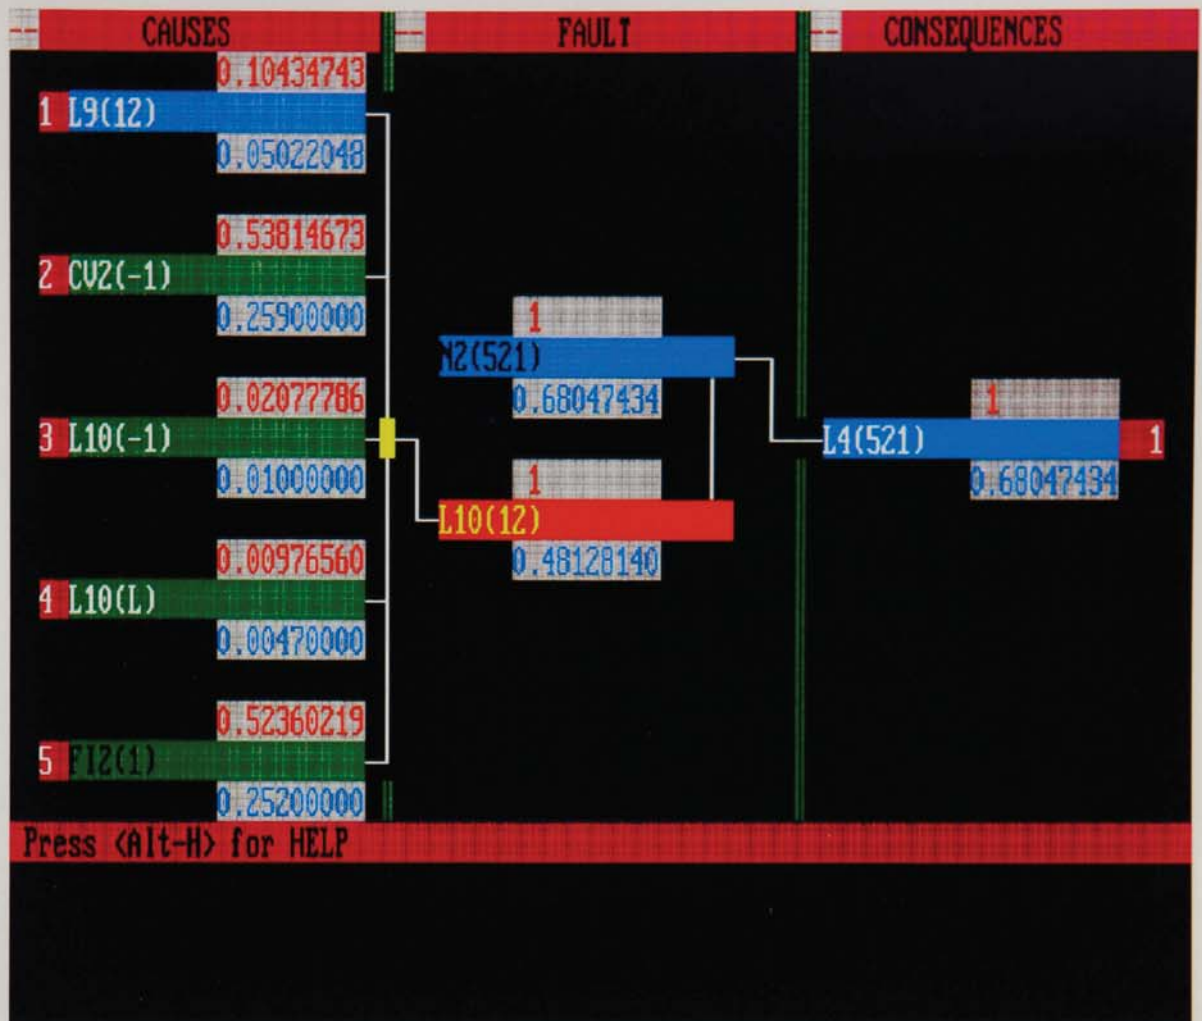 -- CAUSES -- FAULT -- CONSEQUENCES
0.10434743
1 L9(12)
0.05022048
0.53814673
2 CV2(-1)
0.25900000
0.02077786
3 L10(-1)
0.01000000
0.00976560
4 L10(L)
0.00470000
0.52360219
5 FI2(1)
0.25200000
1
N2(521)
0.68047434
1
L10(12)
0.48128140
1
L4(521) 1
0.68047434
Press <Alt-H> for HELP